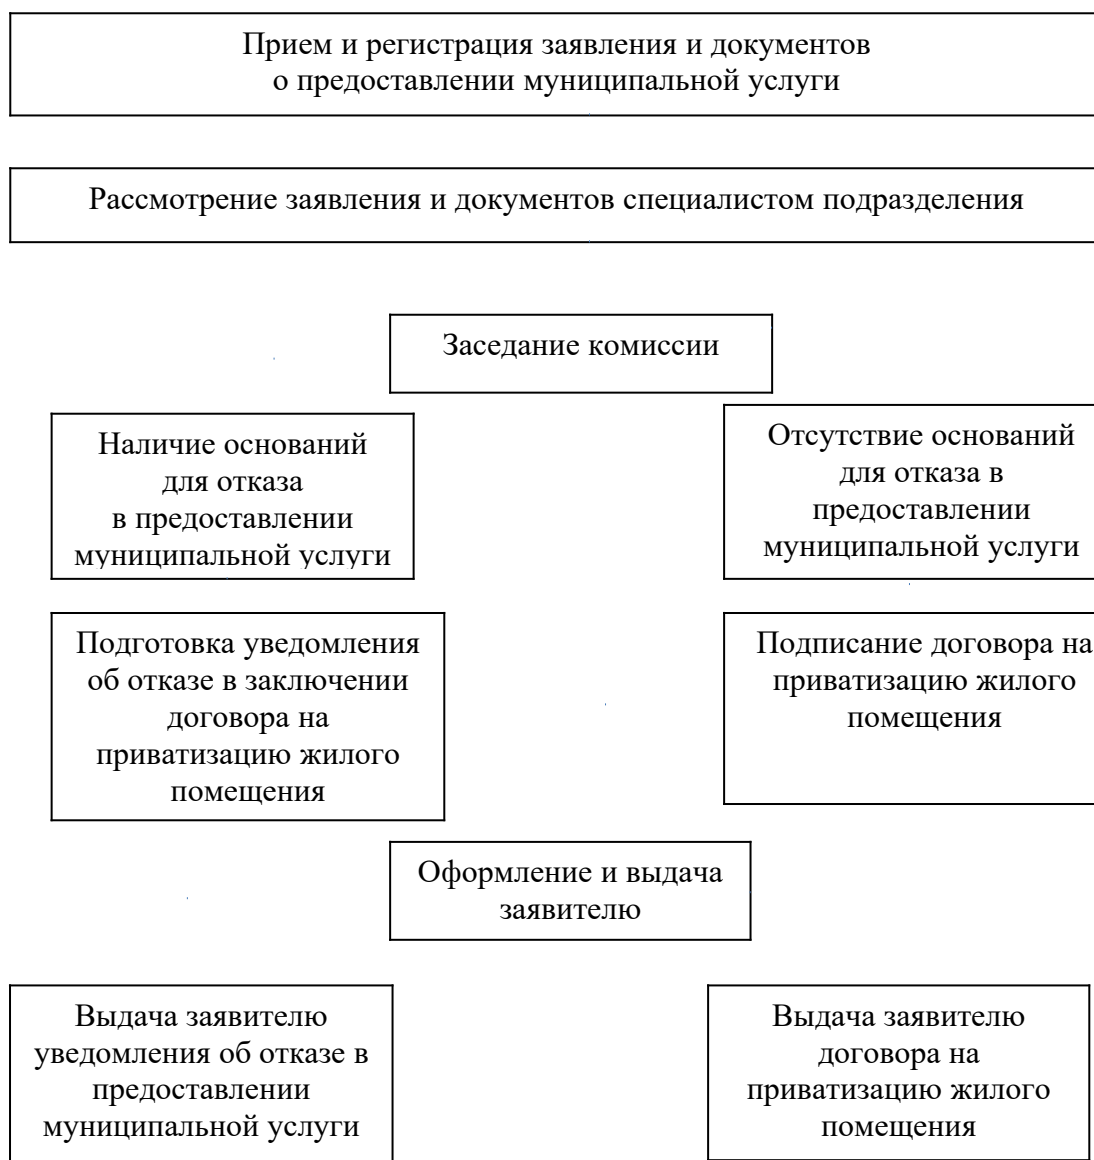 Прием и регистрация заявления и документов
о предоставлении муниципальной услуги
Рассмотрение заявления и документов специалистом подразделения
Заседание комиссии
Наличие оснований
для отказа
в предоставлении
муниципальной услуги
Отсутствие оснований
для отказа в
предоставлении
муниципальной услуги
Подготовка уведомления
об отказе в заключении
договора на
приватизацию жилого
помещения
Подписание договора на
приватизацию жилого
помещения
Оформление и выдача
заявителю
Выдача заявителю
уведомления об отказе в
предоставлении
муниципальной услуги
Выдача заявителю
договора на
приватизацию жилого
помещения